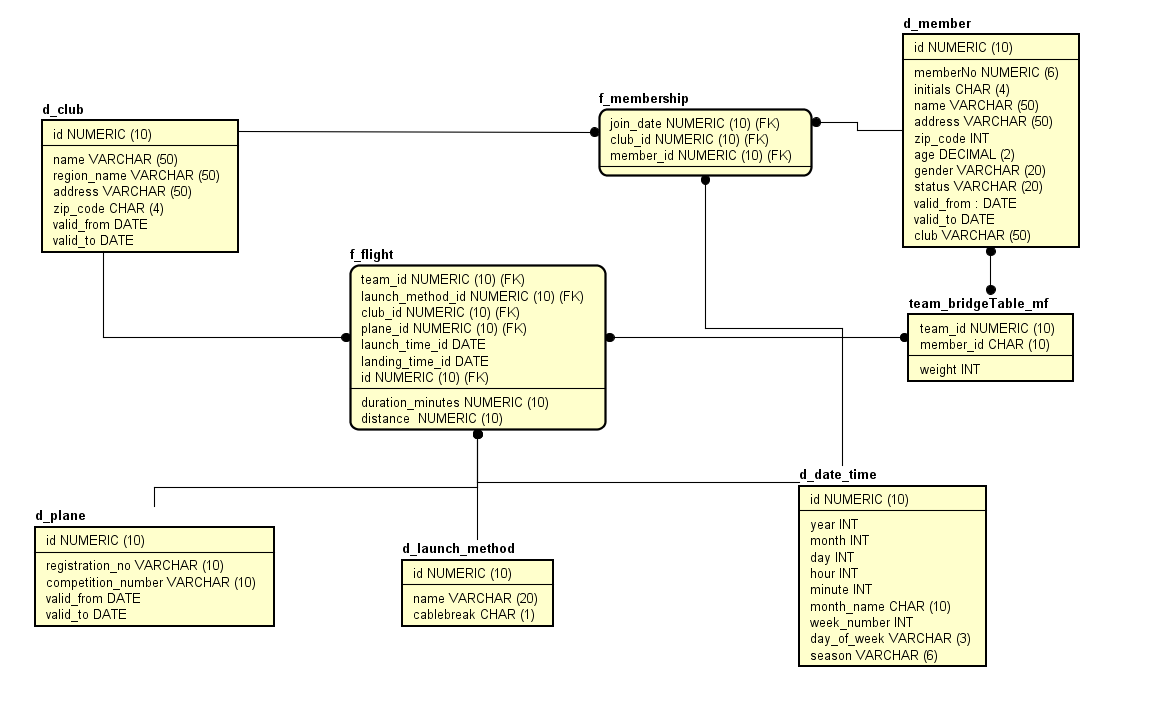 d_member
id NUMERIC (10)
memberNo NUMERIC (6)
initials CHAR (4)
name VARCHAR (50)
address VARCHAR (50)
zip_code INT
age DECIMAL (2)
gender VARCHAR (20)
status VARCHAR (20)
valid_from : DATE
valid_to DATE
club VARCHAR (50)
f_membership
join_date NUMERIC (10) (FK)
club_id NUMERIC (10) (FK)
member_id NUMERIC (10) (FK)
d_club
id NUMERIC (10)
name VARCHAR (50)
region_name VARCHAR (50)
address VARCHAR (50)
zip_code CHAR (4)
valid_from DATE
valid_to DATE
f_flight
team_id NUMERIC (10) (FK)
launch_method_id NUMERIC (10) (FK)
club_id NUMERIC (10) (FK)
plane_id NUMERIC (10) (FK)
launch_time_id DATE
landing_time_id DATE
id NUMERIC (10) (FK)
duration_minutes NUMERIC (10)
distance  NUMERIC (10)
team_bridgeTable_mf
team_id NUMERIC (10)
member_id CHAR (10)
weight INT
d_plane
id NUMERIC (10)
registration_no VARCHAR (10)
competition_number VARCHAR (10)
valid_from DATE
valid_to DATE
d_launch_method
id NUMERIC (10)
name VARCHAR (20)
cablebreak CHAR (1)
d_date_time
id NUMERIC (10)
year INT
month INT
day INT
hour INT
minute INT
month_name CHAR (10)
week_number INT
day_of_week VARCHAR (3)
season VARCHAR (6)